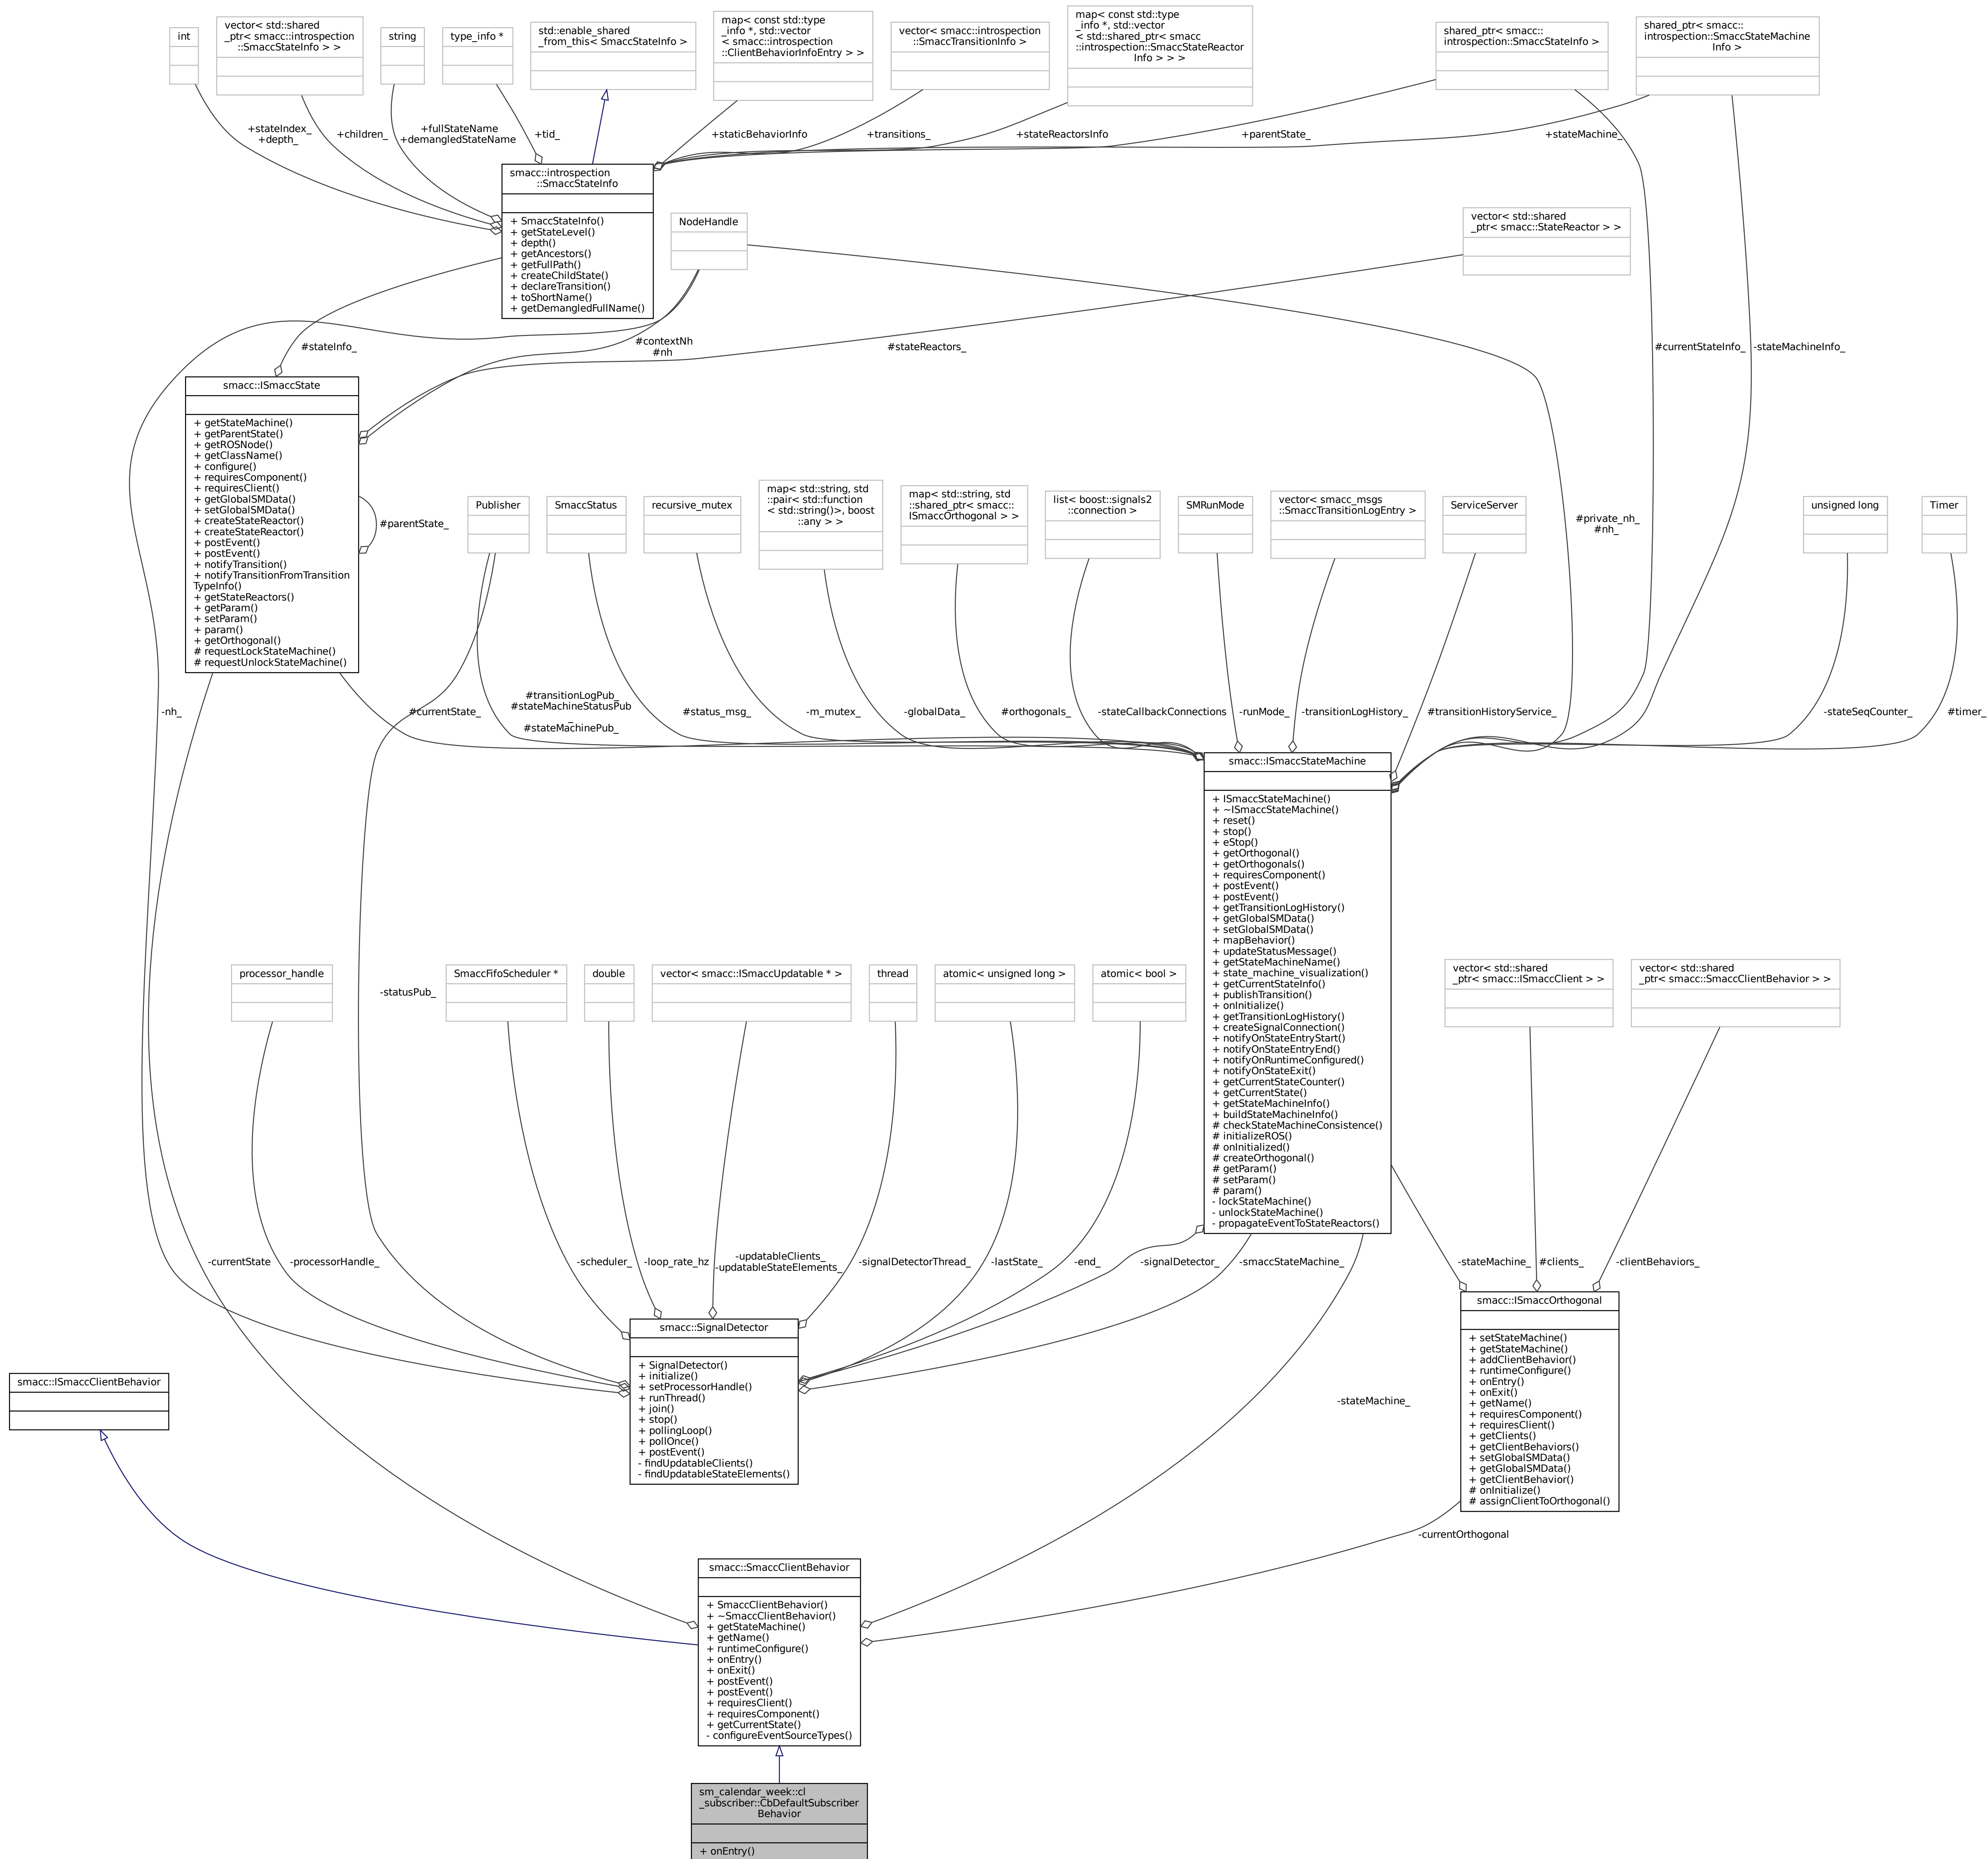 int
vector< std::shared
_ptr< smacc::introspection
::SmaccStateInfo > >
string
type_info *
std::enable_shared
_from_this< SmaccStateInfo >
map< const std::type
_info *, std::vector
< smacc::introspection
::ClientBehaviorInfoEntry > >
vector< smacc::introspection
::SmaccTransitionInfo >
map< const std::type
_info *, std::vector
< std::shared_ptr< smacc
::introspection::SmaccStateReactor
Info > > >
shared_ptr< smacc::
introspection::SmaccStateInfo >
shared_ptr< smacc::
introspection::SmaccStateMachine
Info >
+stateIndex_
+depth_
+children_
+fullStateName
+demangledStateName
+tid_
+staticBehaviorInfo
+transitions_
+stateReactorsInfo
+parentState_
+stateMachine_
smacc::introspection
::SmaccStateInfo
+ SmaccStateInfo()
+ getStateLevel()
+ depth()
+ getAncestors()
+ getFullPath()
+ createChildState()
+ declareTransition()
+ toShortName()
+ getDemangledFullName()
NodeHandle
vector< std::shared
_ptr< smacc::StateReactor > >
#stateInfo_
#contextNh
#nh
#stateReactors_
#currentStateInfo_
-stateMachineInfo_
smacc::ISmaccState
+ getStateMachine()
+ getParentState()
+ getROSNode()
+ getClassName()
+ configure()
+ requiresComponent()
+ requiresClient()
+ getGlobalSMData()
+ setGlobalSMData()
+ createStateReactor()
+ createStateReactor()
+ postEvent()
+ postEvent()
+ notifyTransition()
+ notifyTransitionFromTransition
TypeInfo()
+ getStateReactors()
+ getParam()
+ setParam()
+ param()
+ getOrthogonal()
# requestLockStateMachine()
# requestUnlockStateMachine()
#parentState_
Publisher
SmaccStatus
recursive_mutex
map< std::string, std
::pair< std::function
< std::string()>, boost
::any > >
map< std::string, std
::shared_ptr< smacc::
ISmaccOrthogonal > >
list< boost::signals2
::connection >
SMRunMode
vector< smacc_msgs
::SmaccTransitionLogEntry >
ServiceServer
#private_nh_
#nh_
unsigned long
Timer
-nh_
#currentState_
#transitionLogPub_
#stateMachineStatusPub
_
#stateMachinePub_
#status_msg_
-m_mutex_
-globalData_
#orthogonals_
-stateCallbackConnections
-runMode_
-transitionLogHistory_
#transitionHistoryService_
-stateSeqCounter_
#timer_
smacc::ISmaccStateMachine
+ ISmaccStateMachine()
+ ~ISmaccStateMachine()
+ reset()
+ stop()
+ eStop()
+ getOrthogonal()
+ getOrthogonals()
+ requiresComponent()
+ postEvent()
+ postEvent()
+ getTransitionLogHistory()
+ getGlobalSMData()
+ setGlobalSMData()
+ mapBehavior()
+ updateStatusMessage()
+ getStateMachineName()
+ state_machine_visualization()
+ getCurrentStateInfo()
+ publishTransition()
+ onInitialize()
+ getTransitionLogHistory()
+ createSignalConnection()
+ notifyOnStateEntryStart()
+ notifyOnStateEntryEnd()
+ notifyOnRuntimeConfigured()
+ notifyOnStateExit()
+ getCurrentStateCounter()
+ getCurrentState()
+ getStateMachineInfo()
+ buildStateMachineInfo()
# checkStateMachineConsistence()
# initializeROS()
# onInitialized()
# createOrthogonal()
# getParam()
# setParam()
# param()
- lockStateMachine()
- unlockStateMachine()
- propagateEventToStateReactors()
processor_handle
-statusPub_
SmaccFifoScheduler *
double
vector< smacc::ISmaccUpdatable * >
thread
atomic< unsigned long >
atomic< bool >
vector< std::shared
_ptr< smacc::ISmaccClient > >
vector< std::shared
_ptr< smacc::SmaccClientBehavior > >
-currentState
-processorHandle_
-scheduler_
-loop_rate_hz
-updatableClients_
-updatableStateElements_
-signalDetectorThread_
-lastState_
-end_
-signalDetector_
-smaccStateMachine_
-stateMachine_
#clients_
-clientBehaviors_
smacc::SignalDetector
+ SignalDetector()
+ initialize()
+ setProcessorHandle()
+ runThread()
+ join()
+ stop()
+ pollingLoop()
+ pollOnce()
+ postEvent()
- findUpdatableClients()
- findUpdatableStateElements()
smacc::ISmaccOrthogonal
+ setStateMachine()
+ getStateMachine()
+ addClientBehavior()
+ runtimeConfigure()
+ onEntry()
+ onExit()
+ getName()
+ requiresComponent()
+ requiresClient()
+ getClients()
+ getClientBehaviors()
+ setGlobalSMData()
+ getGlobalSMData()
+ getClientBehavior()
# onInitialize()
# assignClientToOrthogonal()
smacc::ISmaccClientBehavior
-stateMachine_
-currentOrthogonal
smacc::SmaccClientBehavior
+ SmaccClientBehavior()
+ ~SmaccClientBehavior()
+ getStateMachine()
+ getName()
+ runtimeConfigure()
+ onEntry()
+ onExit()
+ postEvent()
+ postEvent()
+ requiresClient()
+ requiresComponent()
+ getCurrentState()
- configureEventSourceTypes()
sm_calendar_week::cl
_subscriber::CbDefaultSubscriber
Behavior
+ onEntry()